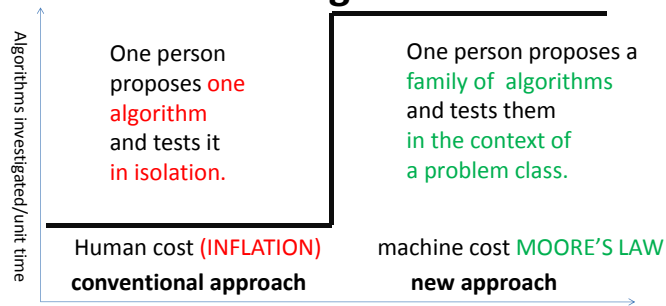 Algorithms investigated/unit time
One person
proposes one
algorithm
and tests it
in isolation.
One person proposes a
family of algorithms
and tests them
in the context of
a problem class.
Human cost (INFLATION)
conventional approach
machine cost MOORE'S LAW
new approach